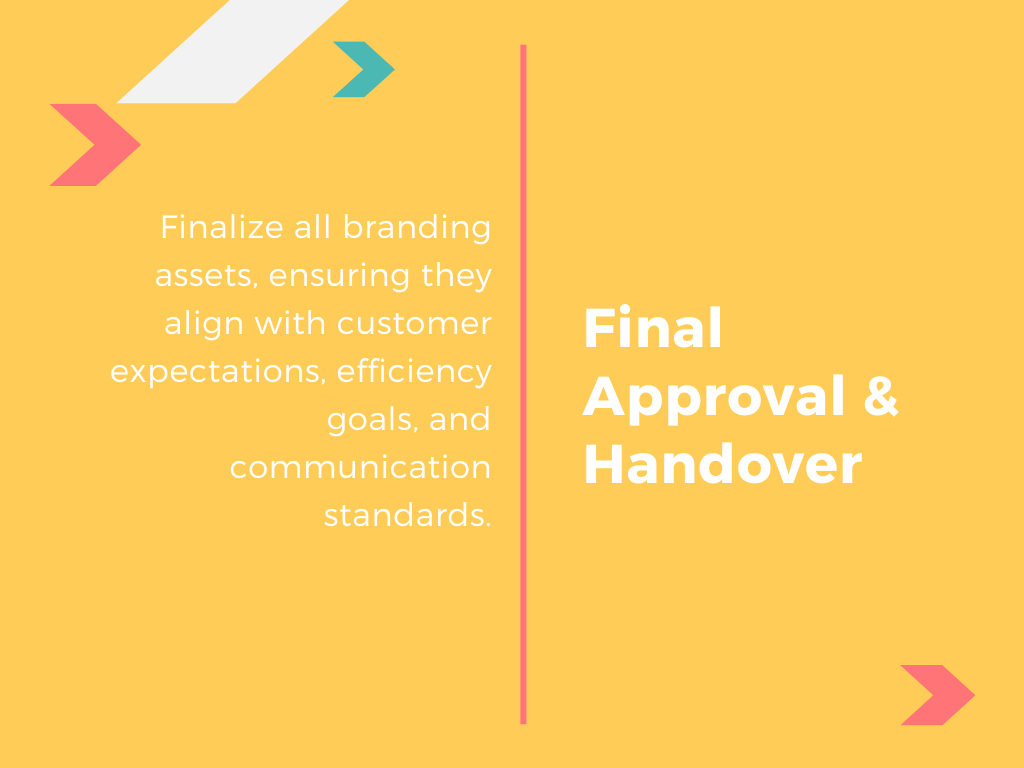 Finalize all branding
assets, ensuring they
align with customer
expectations, efficiency
goals, and
communication
standards.
Final
Approval &
Handover